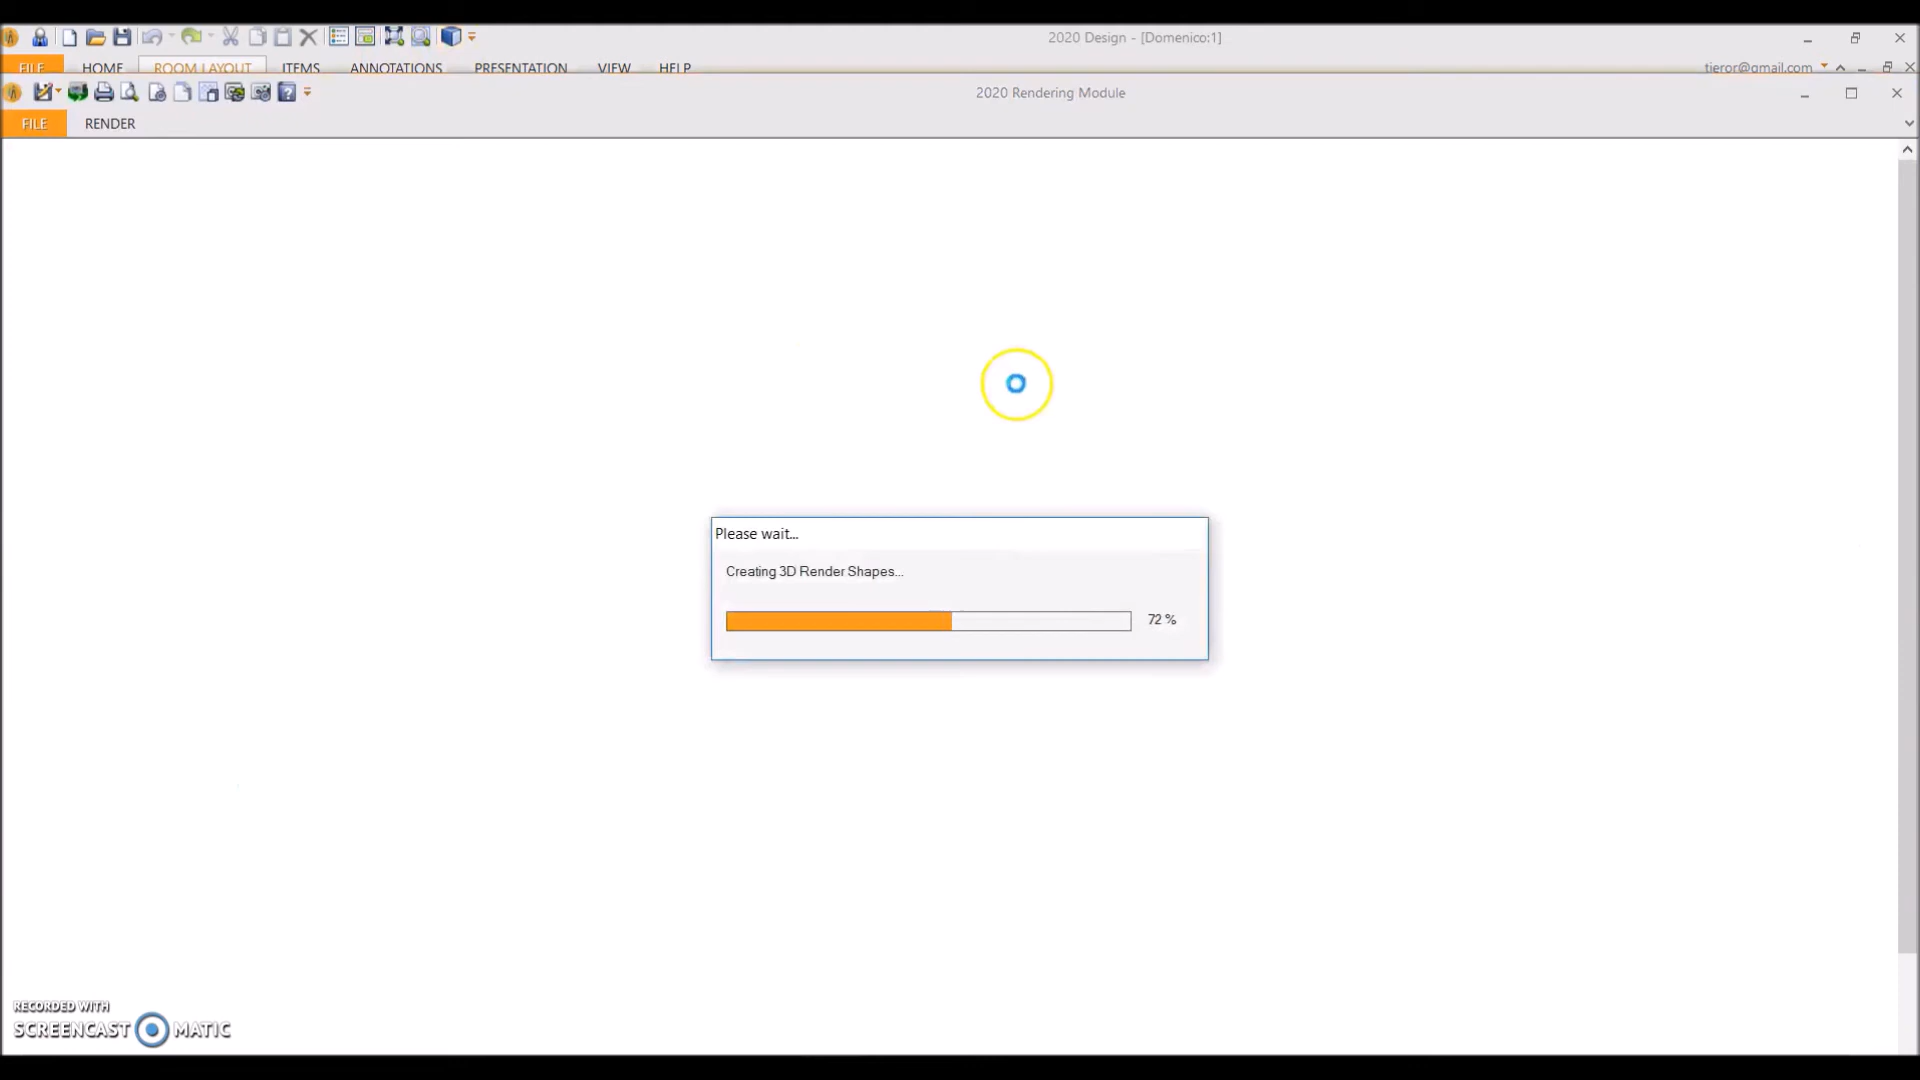 2020 Design - [Domenico:1]
FILE HOME ROOM LAYOUT ITEMS ANNOTATIONS PRESENTATION VIEW HELP tieror@gmail.com
2020 Rendering Module
FILE RENDER
Please wait...
Creating 3D Render Shapes...
72 %
RECORDED WITH
SCREENCAST MATIC